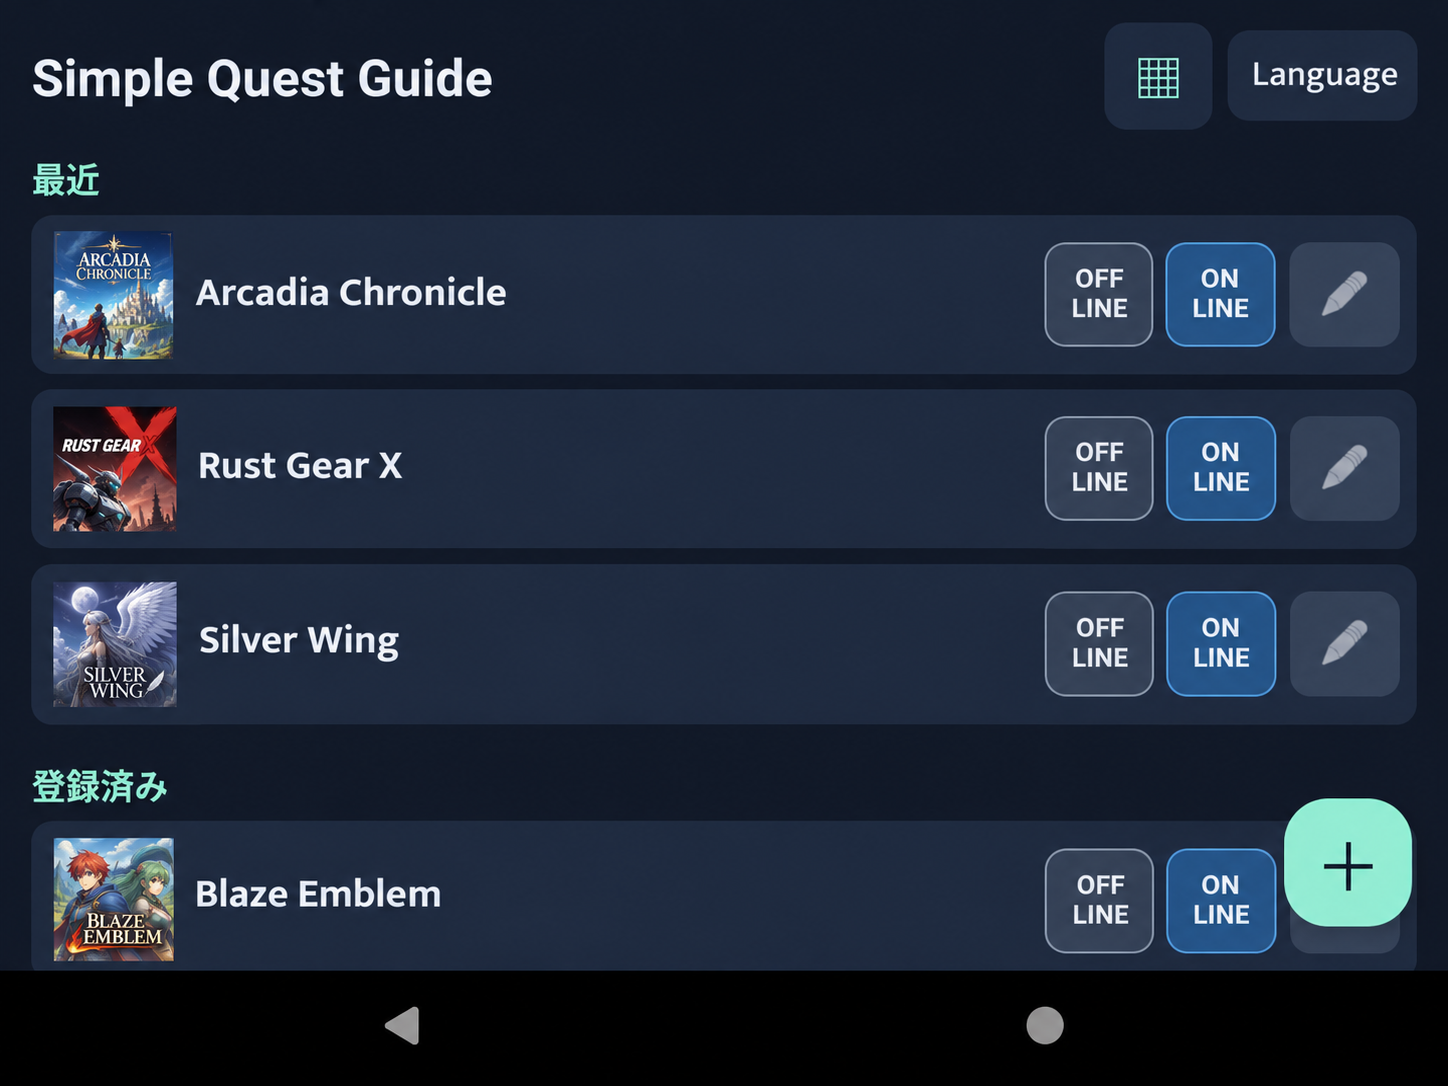 Simple Quest Guide
Language
最近
ARCADIA
CHRONICLE
Arcadia Chronicle
OFF
LINE
ON
LINE
RUST GEAR X
Rust Gear X
OFF
LINE
ON
LINE
SILVER
WING
Silver Wing
OFF
LINE
ON
LINE
登録済み
BLAZE
EMBLEM
Blaze Emblem
OFF
LINE
ON
LINE
+